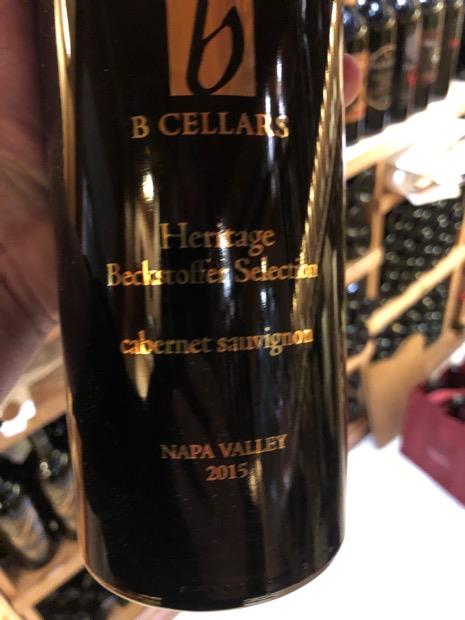 b
B CELLARS
Heritage
Beckstoffer Selection
cabernet sauvignon
NAPA VALLEY
2015